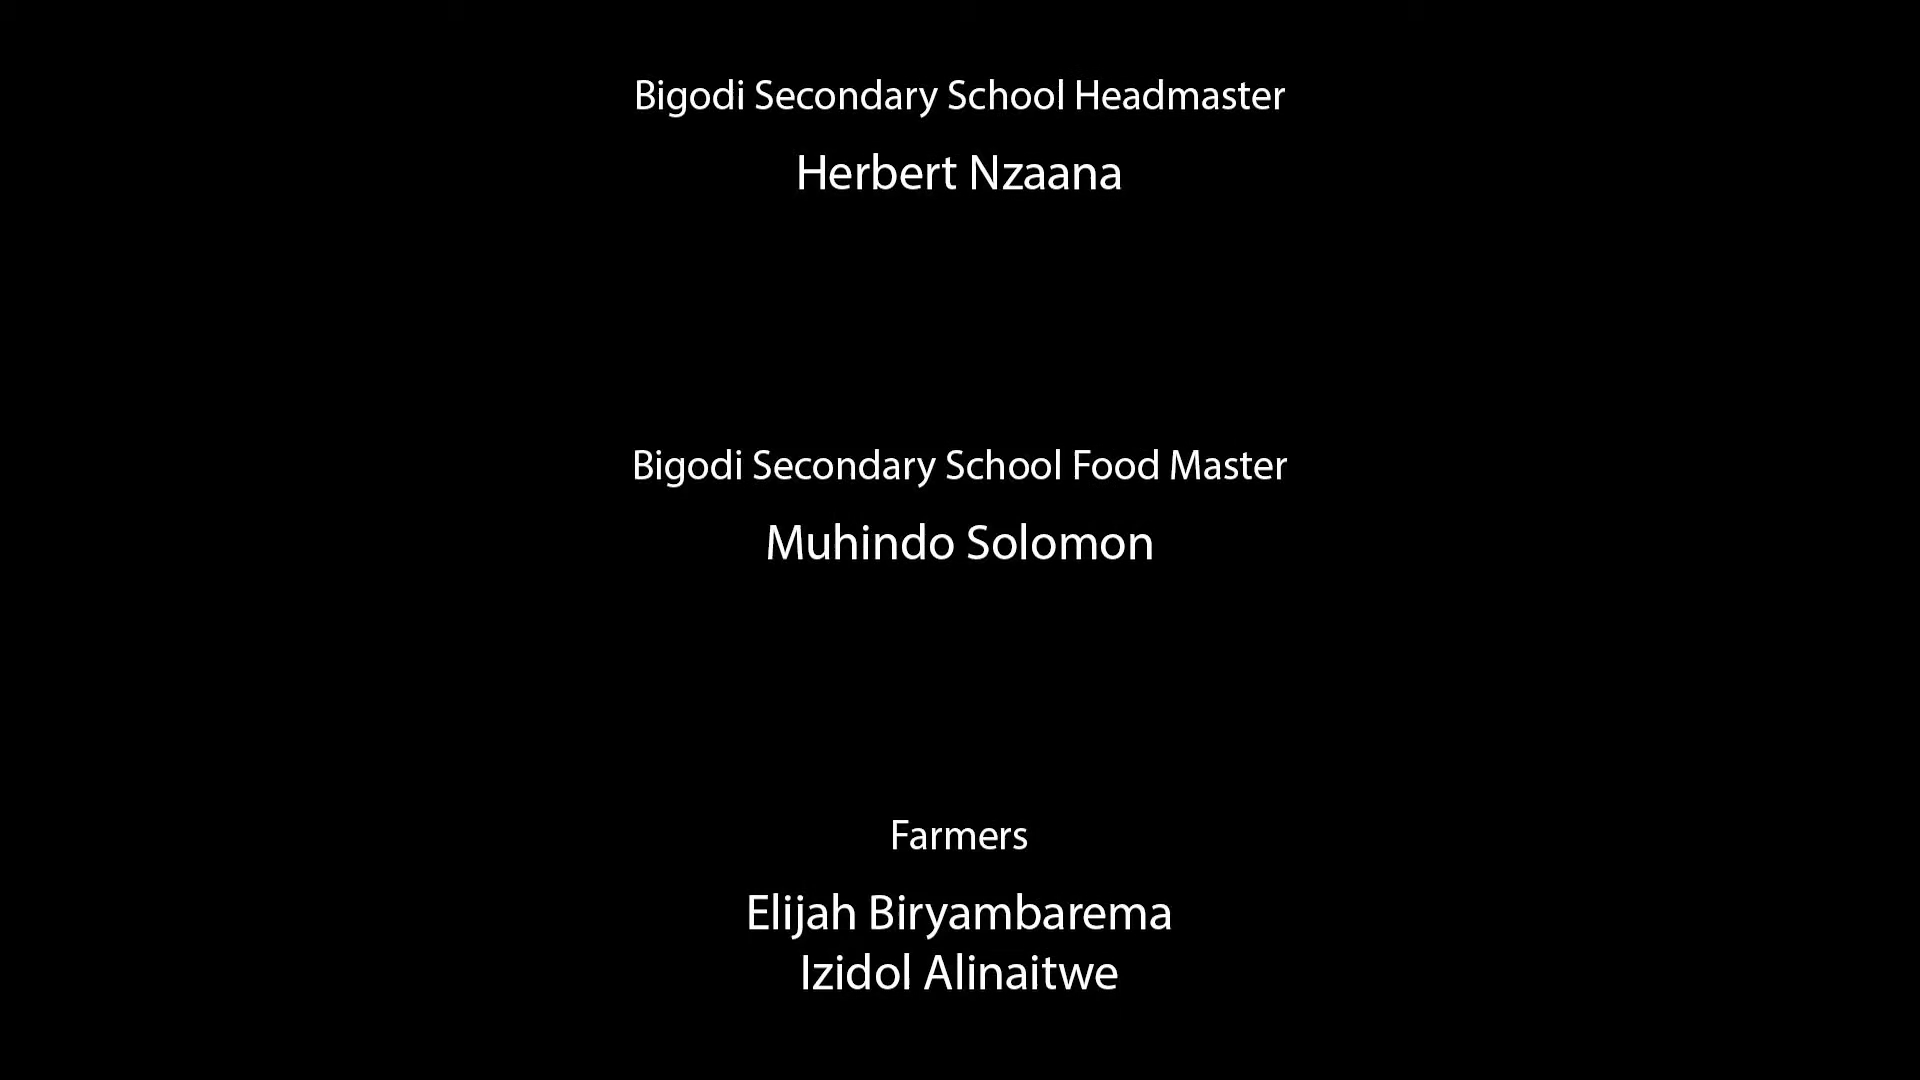 Bigodi Secondary School Headmaster
Herbert Nzaana
Bigodi Secondary School Food Master
Muhindo Solomon
Farmers
Elijah Biryambarema
Izidol Alinaitwe